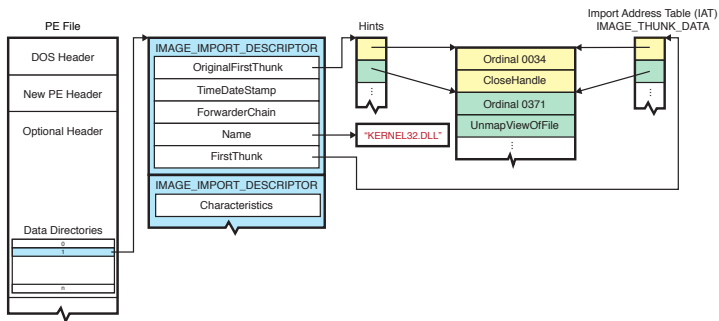 PE File
DOS Header
New PE Header
Optional Header
Data Directories
0
1
n
IMAGE_IMPORT_DESCRIPTOR
OriginalFirstThunk
TimeDateStamp
ForwarderChain
Name
FirstThunk
IMAGE_IMPORT_DESCRIPTOR
Characteristics
Hints
⋮
"KERNEL32.DLL"
Ordinal 0034
CloseHandle
Ordinal 0371
UnmapViewOfFile
⋮
Import Address Table (IAT)
IMAGE_THUNK_DATA
⋮